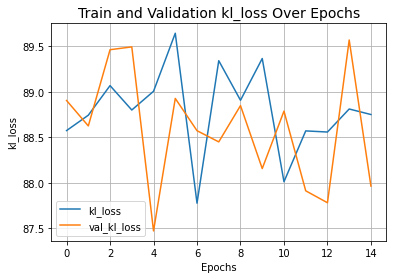 Train and Validation kl_loss Over Epochs
kl_loss
89.5
89.0
88.5
88.0
87.5
kl_loss
val_kl_loss
0 2 4 6 8 10 12 14
Epochs